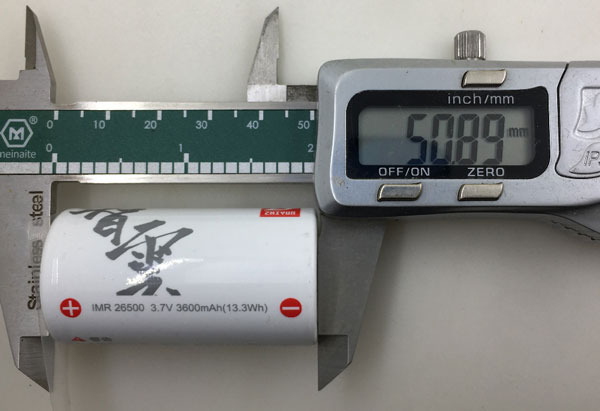 inch/mm
50.89 mm
OFF/ON ZERO
meinaite®
0 10 20 30 40 50
0 1 2
Stainless steel
IMR 26500 3.7V 3600mAh(13.3Wh)
+ −